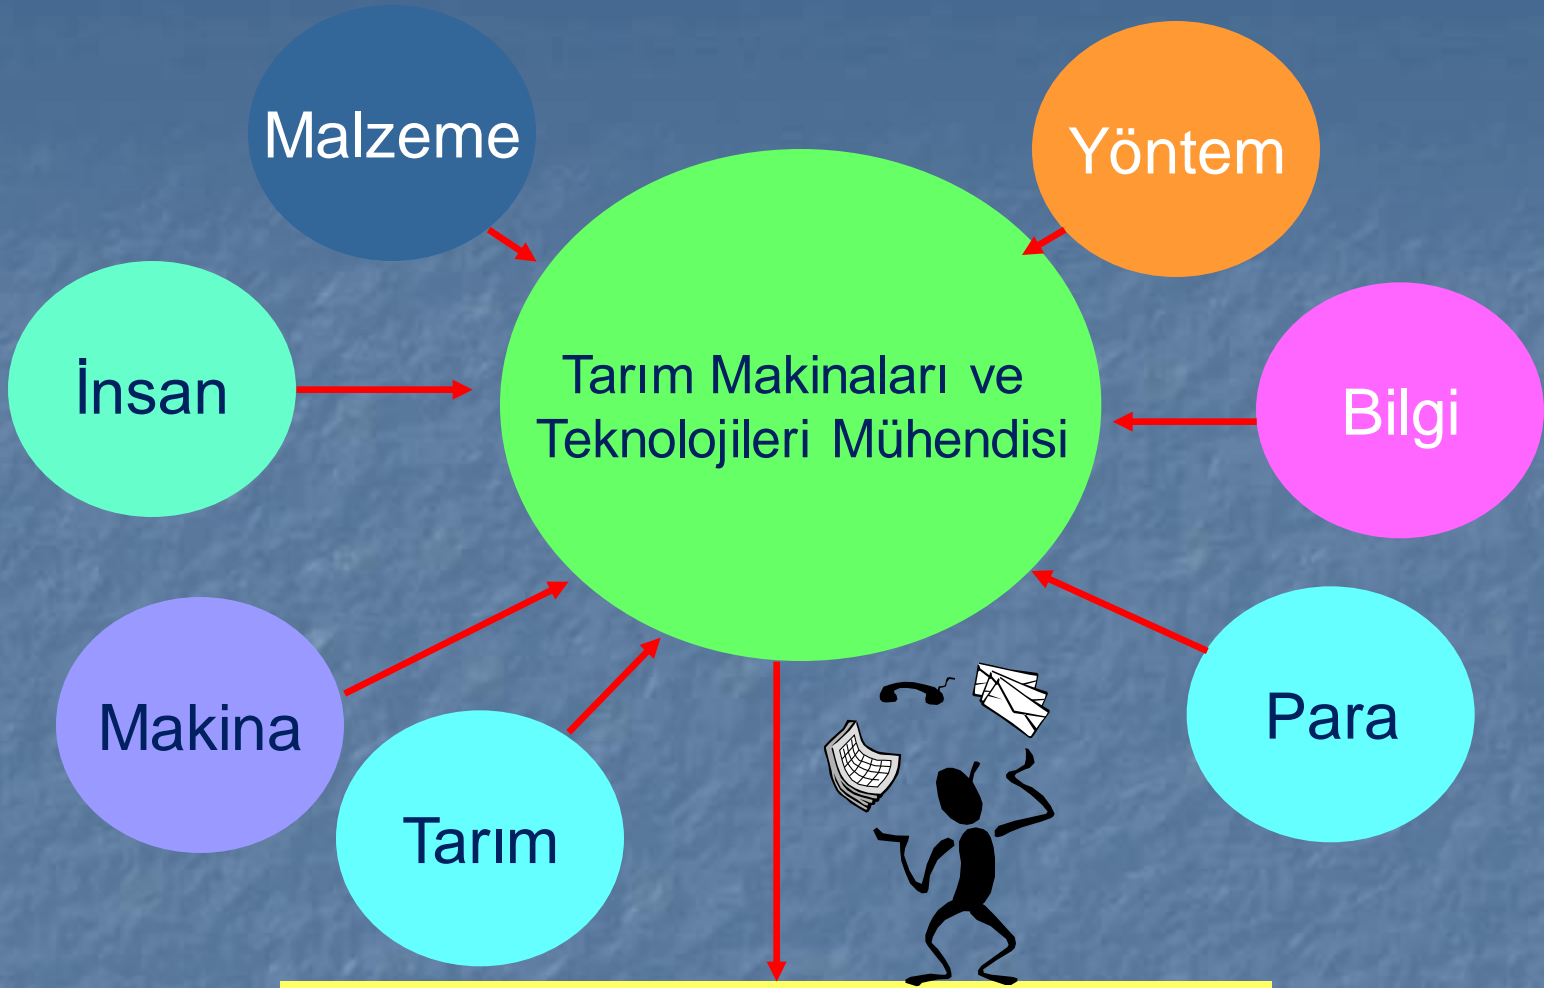 Malzeme
Yöntem
İnsan
Tarım Makinaları ve
Teknolojileri Mühendisi
Bilgi
Makina
Para
Tarım